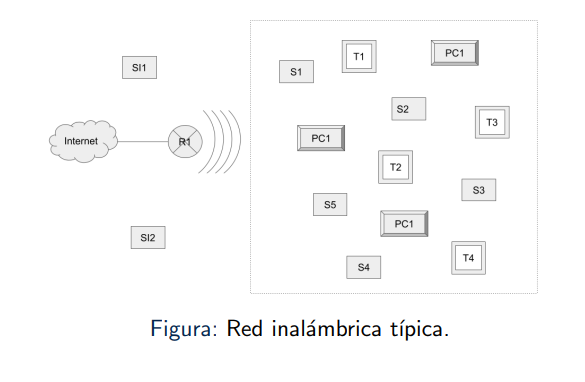 SI1
T1
PC1
S1
S2
T3
Internet
R1
PC1
T2
S3
S5
PC1
SI2
S4
T4
Figura: Red inalámbrica típica.